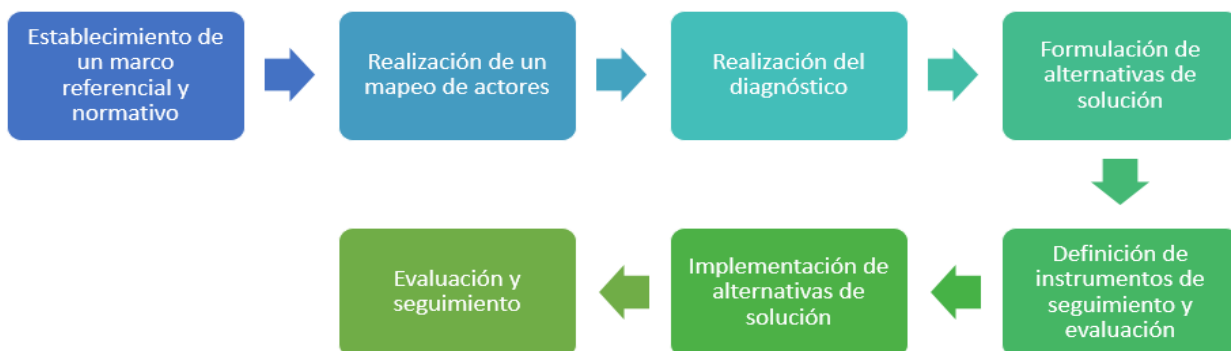 Establecimiento de
un marco
referencial y
normativo
Realización de un
mapeo de actores
Realización del
diagnóstico
Formulación de
alternativas de
solución
Definición de
instrumentos de
seguimiento y
evaluación
Implementación de
alternativas de
solución
Evaluación y
seguimiento